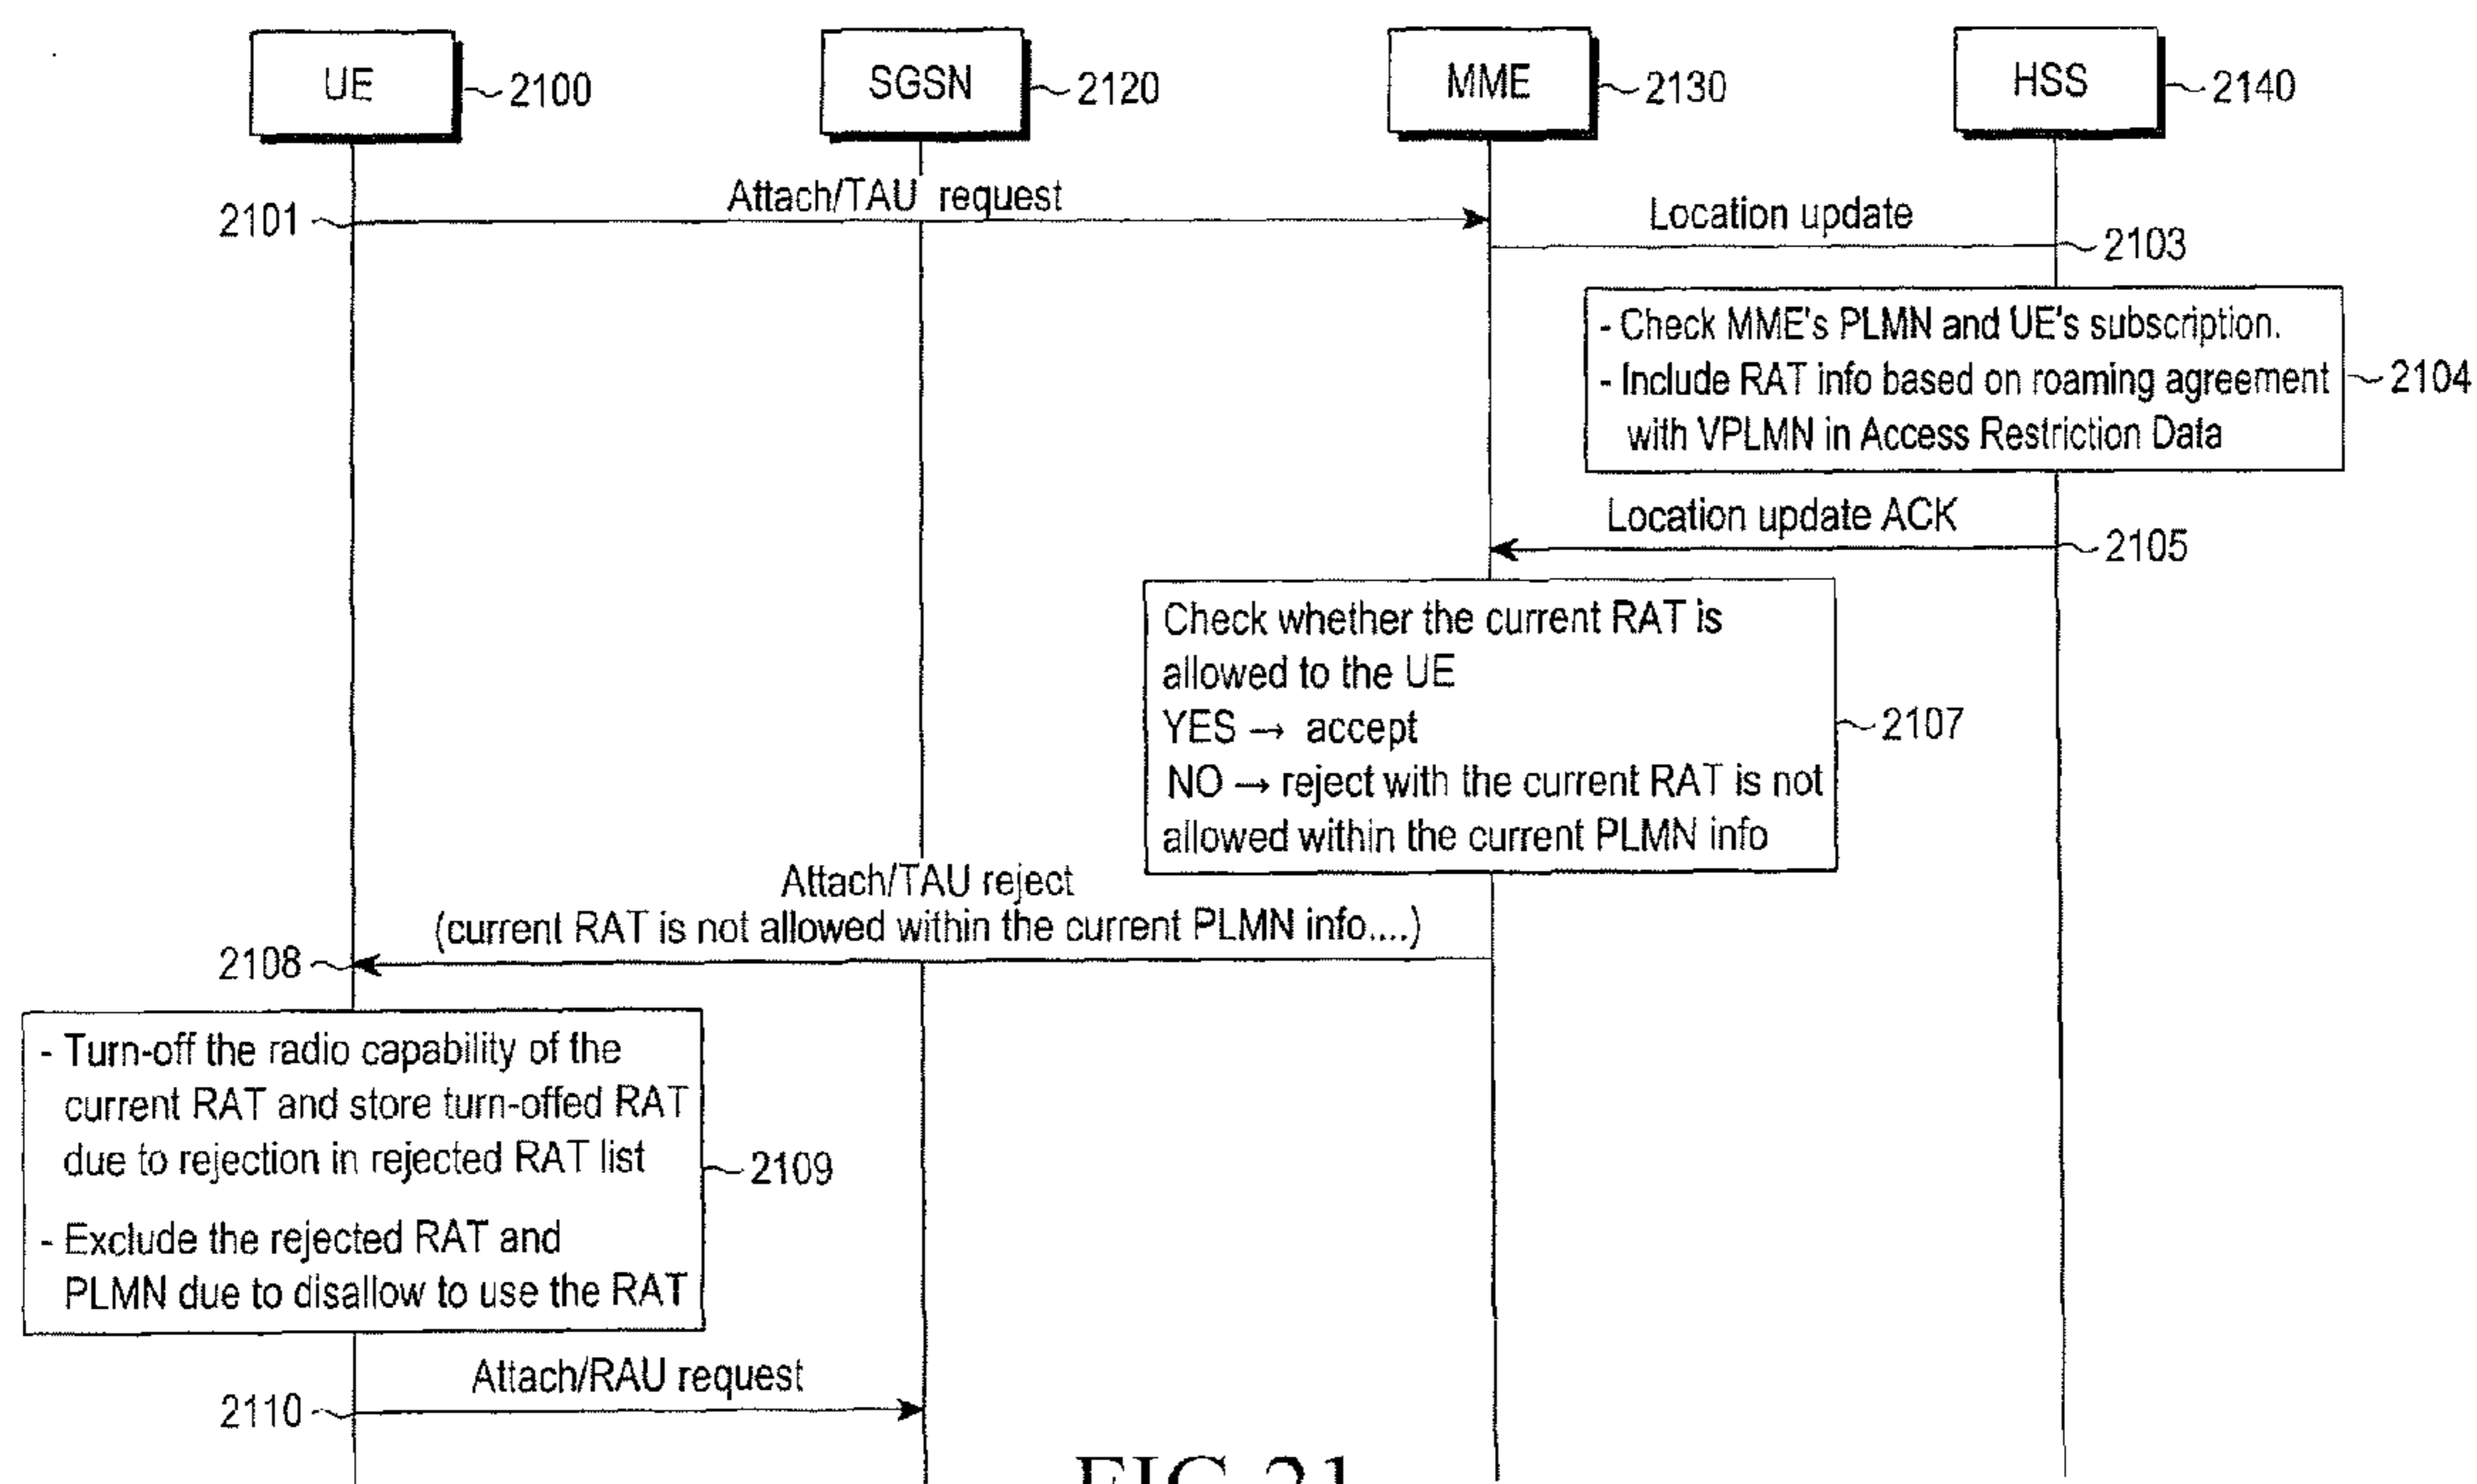 UE
2100
SGSN
2120
MME
2130
HSS
2140
Attach/TAU request
2101
Location update
2103
- Check MME's PLMN and UE's subscription.
- Include RAT info based on roaming agreement
with VPLMN in Access Restriction Data
2104
Location update ACK
2105
Check whether the current RAT is
allowed to the UE
YES → accept
NO → reject with the current RAT is not
allowed within the current PLMN info
2107
Attach/TAU reject
(current RAT is not allowed within the current PLMN info....)
2108
- Turn-off the radio capability of the
current RAT and store turn-offed RAT
due to rejection in rejected RAT list
- Exclude the rejected RAT and
PLMN due to disallow to use the RAT
2109
Attach/RAU request
2110
FIG.21